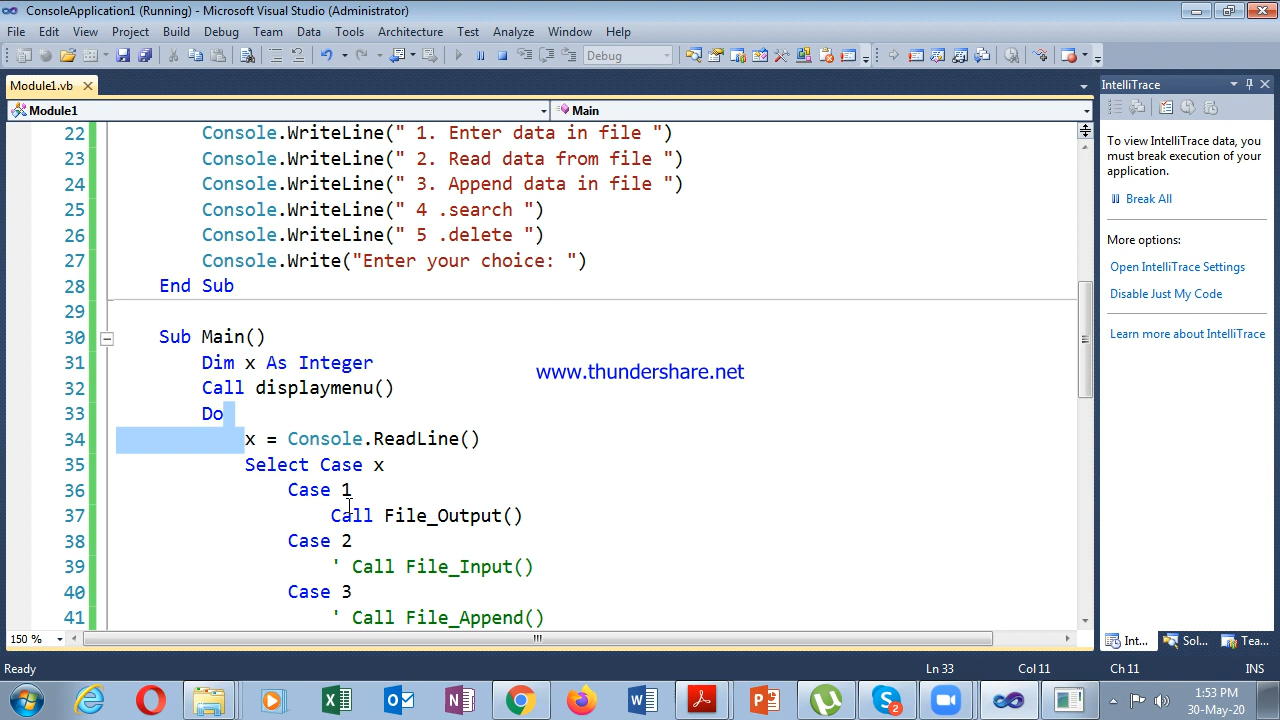 ConsoleApplication1 (Running) - Microsoft Visual Studio (Administrator)
File Edit View Project Build Debug Team Data Tools Architecture Test Analyze Window Help
Debug
Module1.vb
Module1 Main
22 Console.WriteLine(" 1. Enter data in file ")
23 Console.WriteLine(" 2. Read data from file ")
24 Console.WriteLine(" 3. Append data in file ")
25 Console.WriteLine(" 4 .search ")
26 Console.WriteLine(" 5 .delete ")
27 Console.Write("Enter your choice: ")
28 End Sub
29
30 Sub Main()
31 Dim x As Integer
32 Call displaymenu()
33 Do
34 x = Console.ReadLine()
35 Select Case x
36 Case 1
37 Call File_Output()
38 Case 2
39 ' Call File_Input()
40 Case 3
41 ' Call File_Append()
www.thundershare.net
150 %
IntelliTrace
To view IntelliTrace data, you
must break execution of your
application.
Break All
More options:
Open IntelliTrace Settings
Disable Just My Code
Learn more about IntelliTrace
Int... Sol... Tea...
Ready Ln 33 Col 11 Ch 11 INS
2
1:53 PM
30-May-20